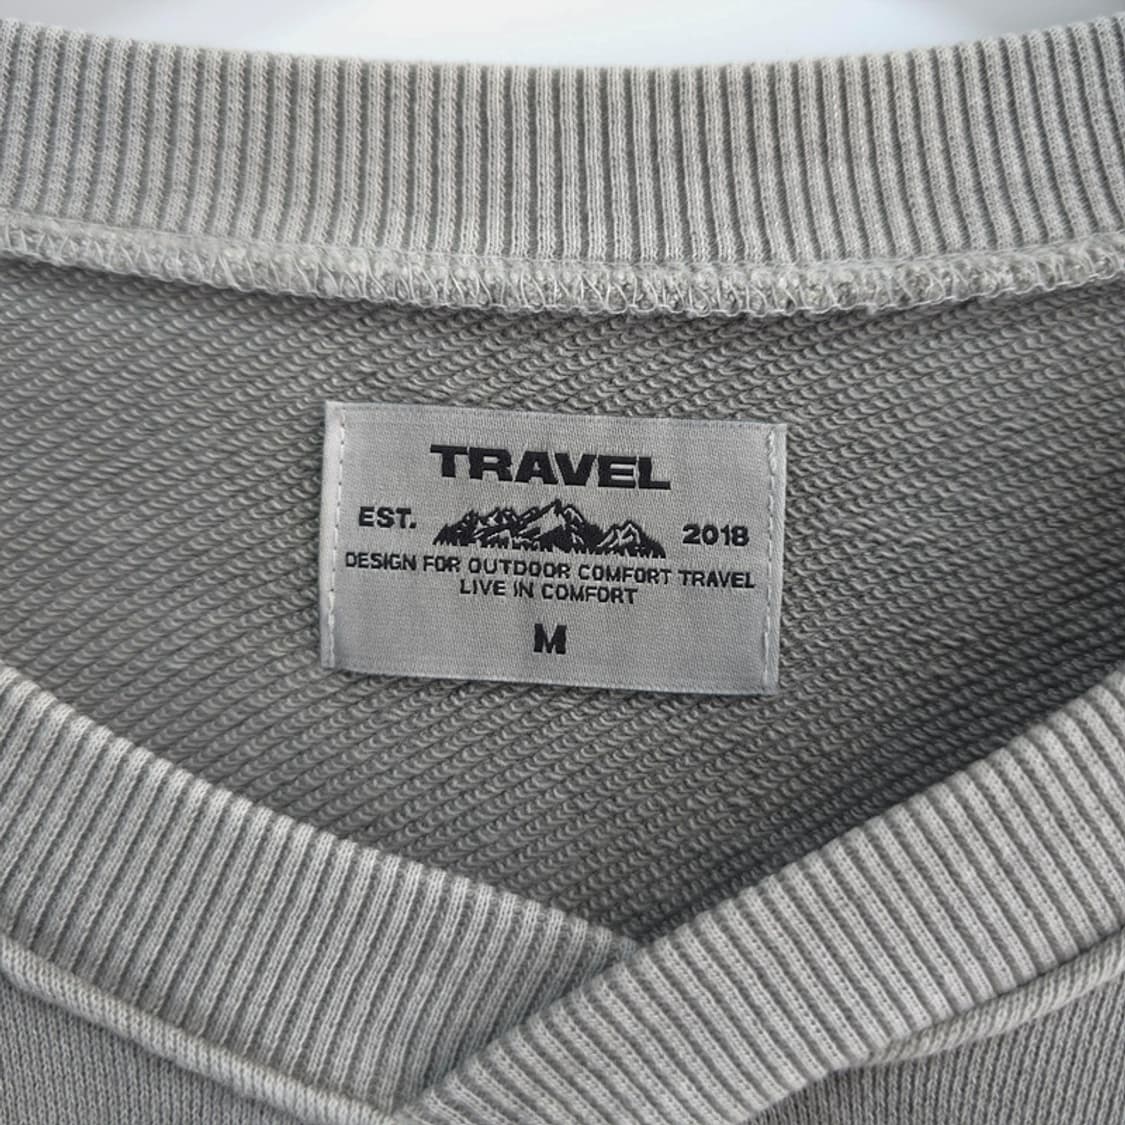 TRAVEL
EST. 2018
DESIGN FOR OUTDOOR COMFORT TRAVEL
LIVE IN COMFORT
M